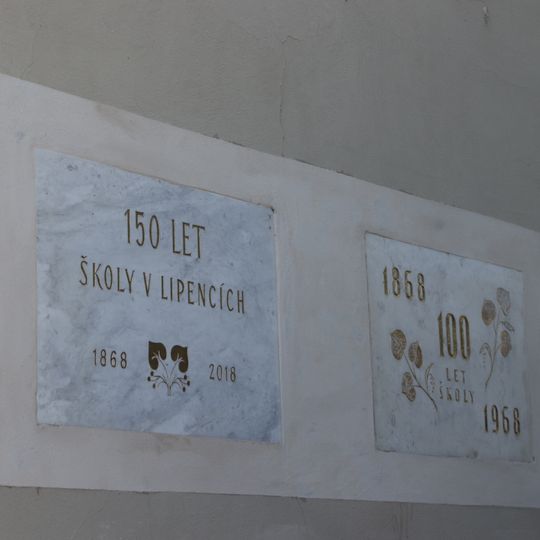 150 LET
ŠKOLY V LIPENCÍCH
1868 2018
1868
100
LET
ŠKOLY
1968